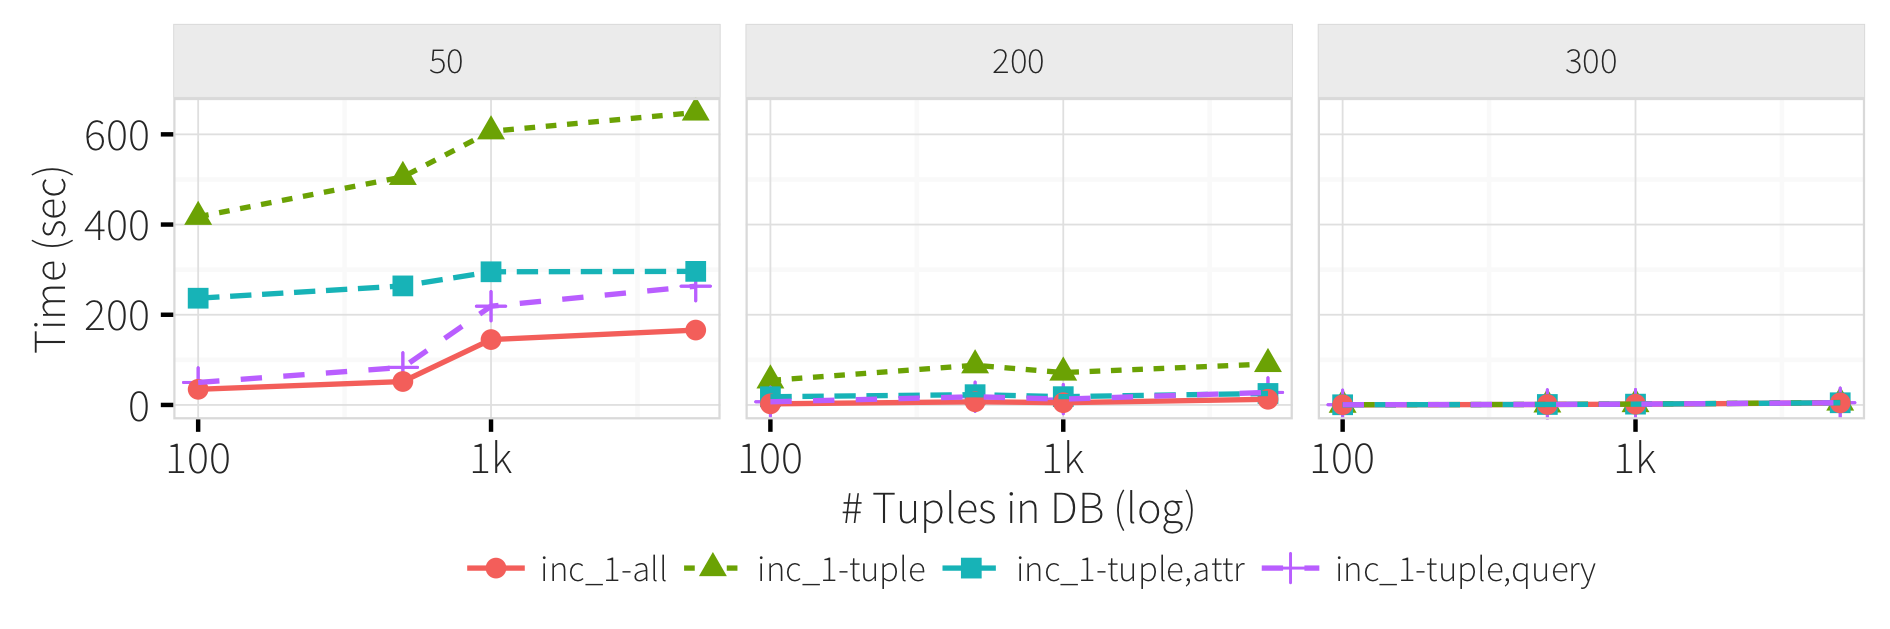 50 200 300
Time (sec)
600
400
200
0
100 1k 100 1k 100 1k
# Tuples in DB (log)
inc_1-all inc_1-tuple inc_1-tuple,attr inc_1-tuple,query